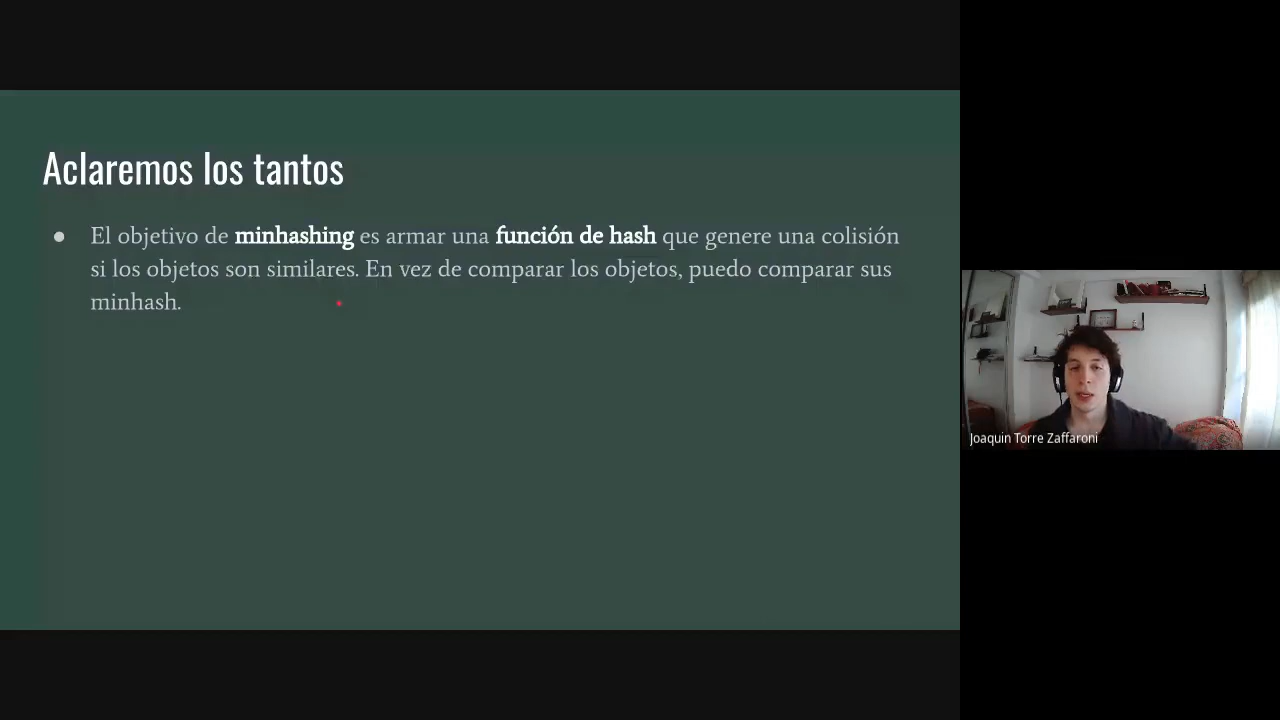 Aclaremos los tantos
● El objetivo de minhashing es armar una función de hash que genere una colisión
si los objetos son similares. En vez de comparar los objetos, puedo comparar sus
minhash.
Joaquin Torre Zaffaroni